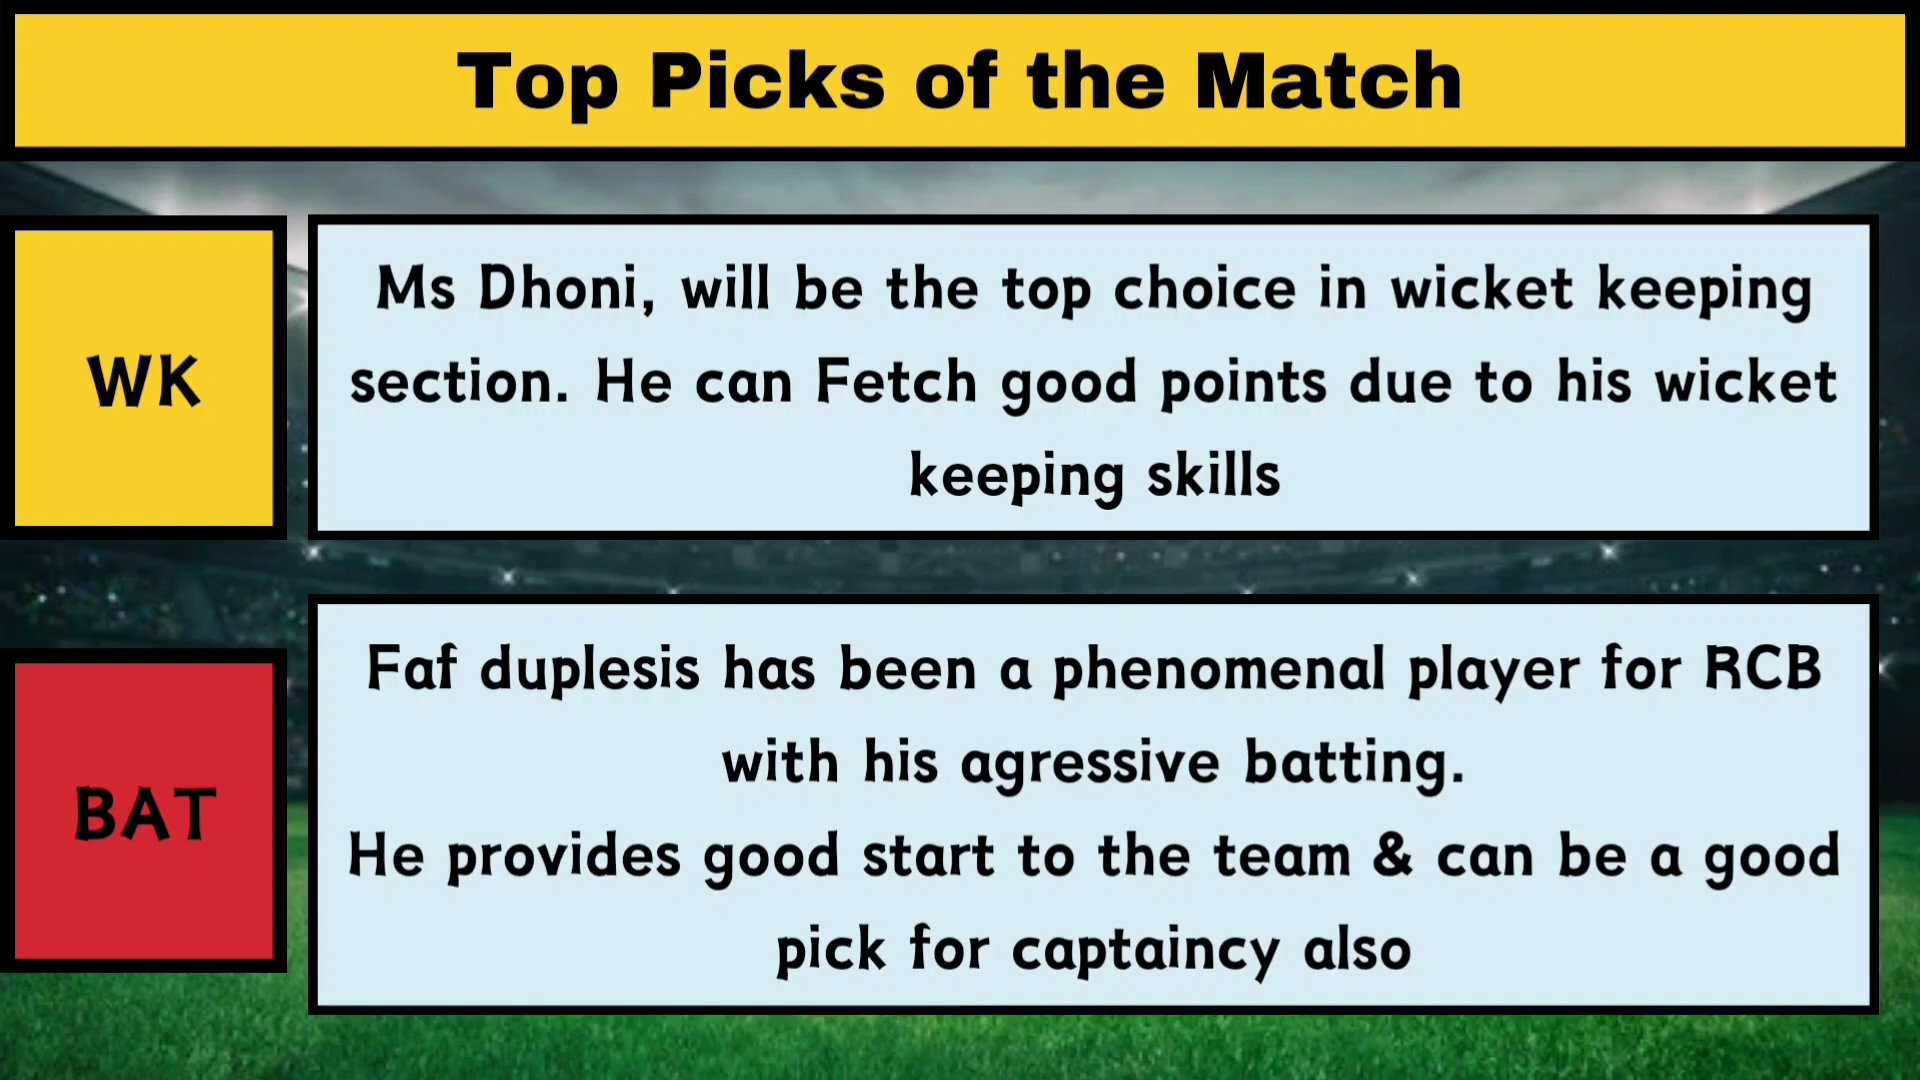 Top Picks of the Match
WK
Ms Dhoni, will be the top choice in wicket keeping
section. He can Fetch good points due to his wicket
keeping skills
BAT
Faf duplesis has been a phenomenal player for RCB
with his agressive batting.
He provides good start to the team & can be a good
pick for captaincy also